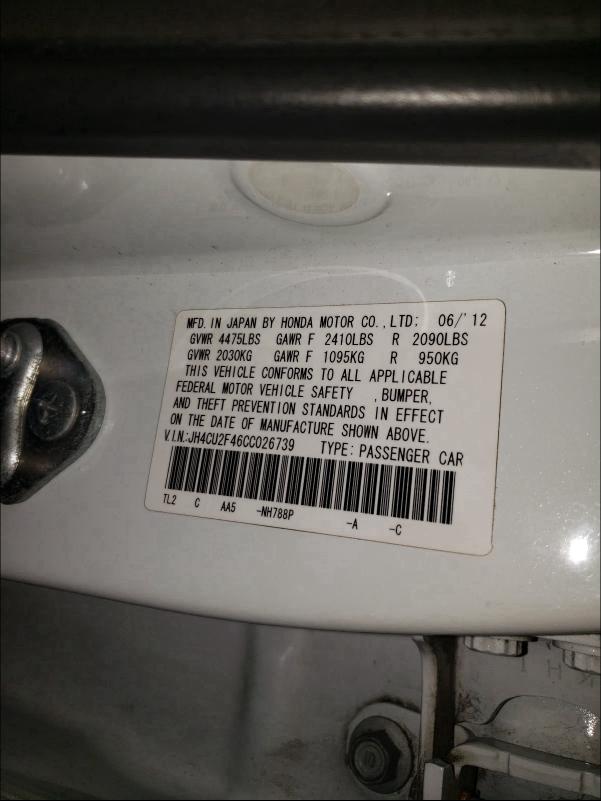 MFD. IN JAPAN BY HONDA MOTOR CO.,LTD: 06/'12
GVWR 4475LBS GAWR F 2410LBS R 2090LBS
GVWR 2030KG GAWR F 1095KG R 950KG
THIS VEHICLE CONFORMS TO ALL APPLICABLE
FEDERAL MOTOR VEHICLE SAFETY ,BUMPER,
AND THEFT PREVENTION STANDARDS IN EFFECT
ON THE DATE OF MANUFACTURE SHOWN ABOVE.
V.I.N.:JH4CU2F46CC026739 TYPE: PASSENGER CAR
TL2 C AA5 -NH788P -A -C